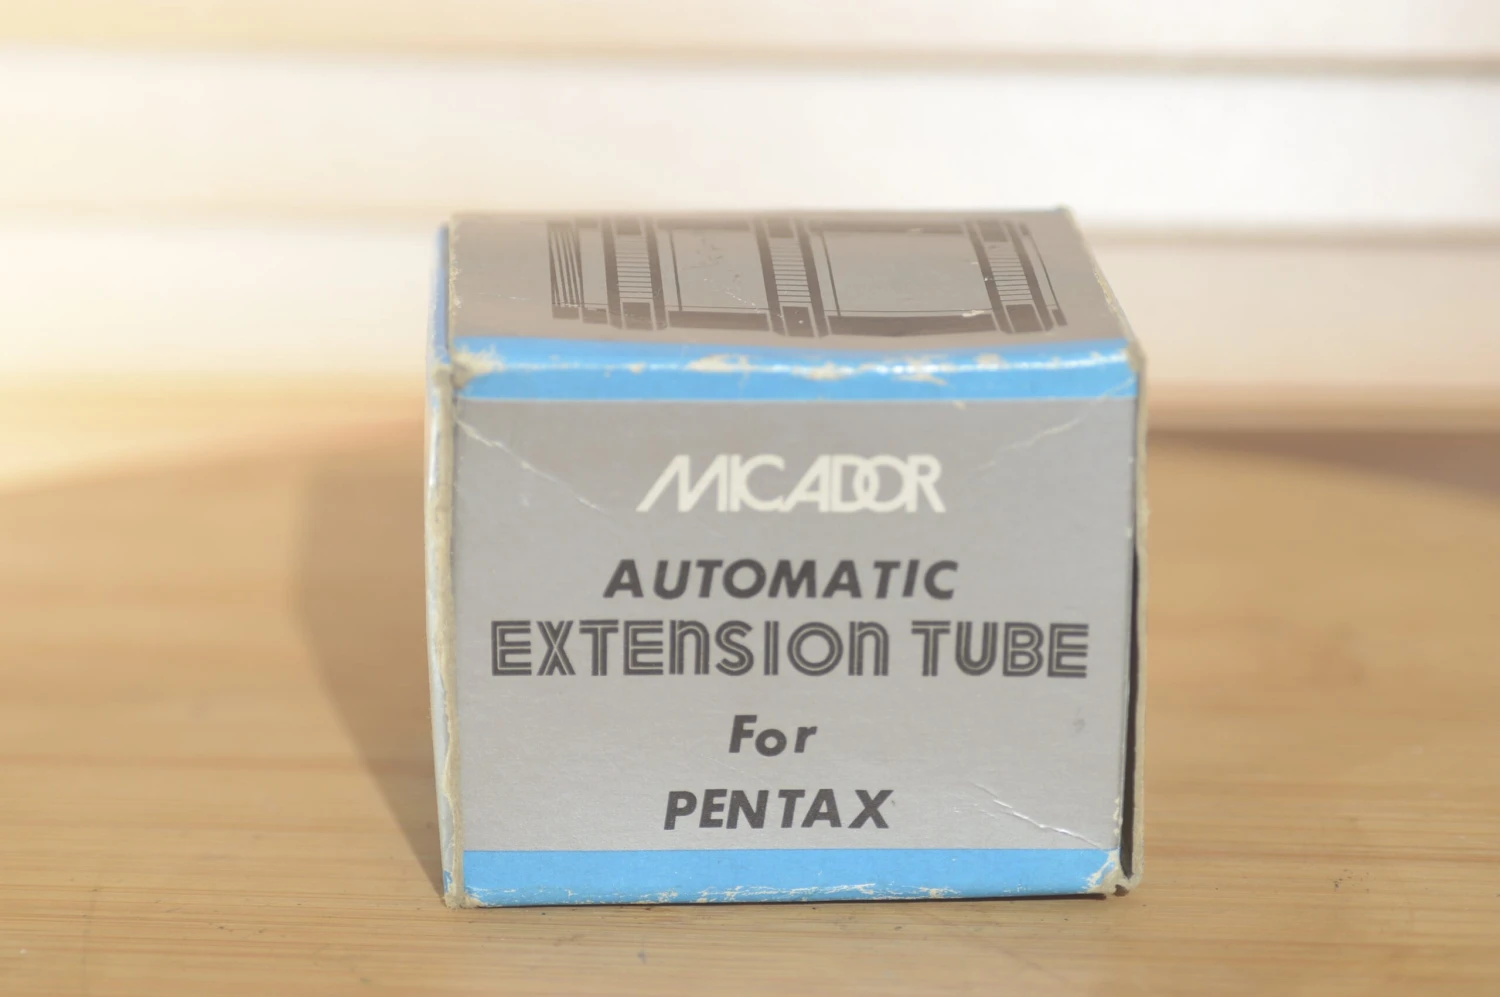 MICADOR
AUTOMATIC
EXTENSION TUBE
For
PENTAX